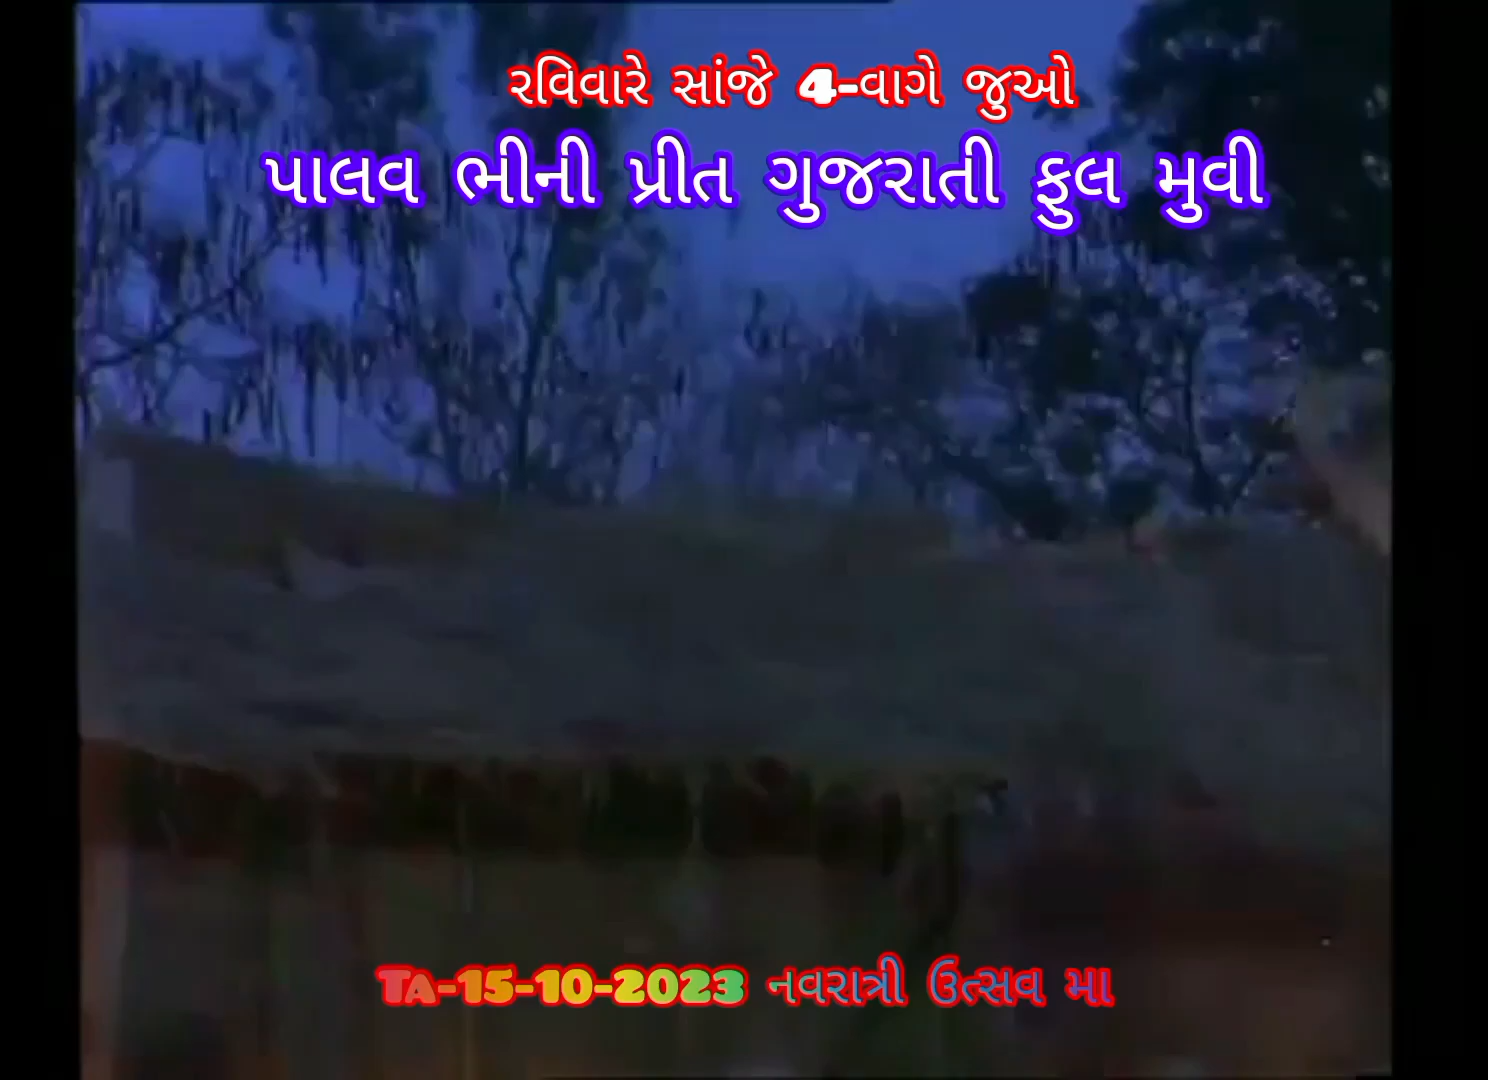 રવિવારે સાંજે 4-વાગે જુઓ
પાલવ ભીની પ્રીત ગુજરાતી ફુલ મુવી
TA-15-10-2023 નવરાત્રી ઉત્સવ મા